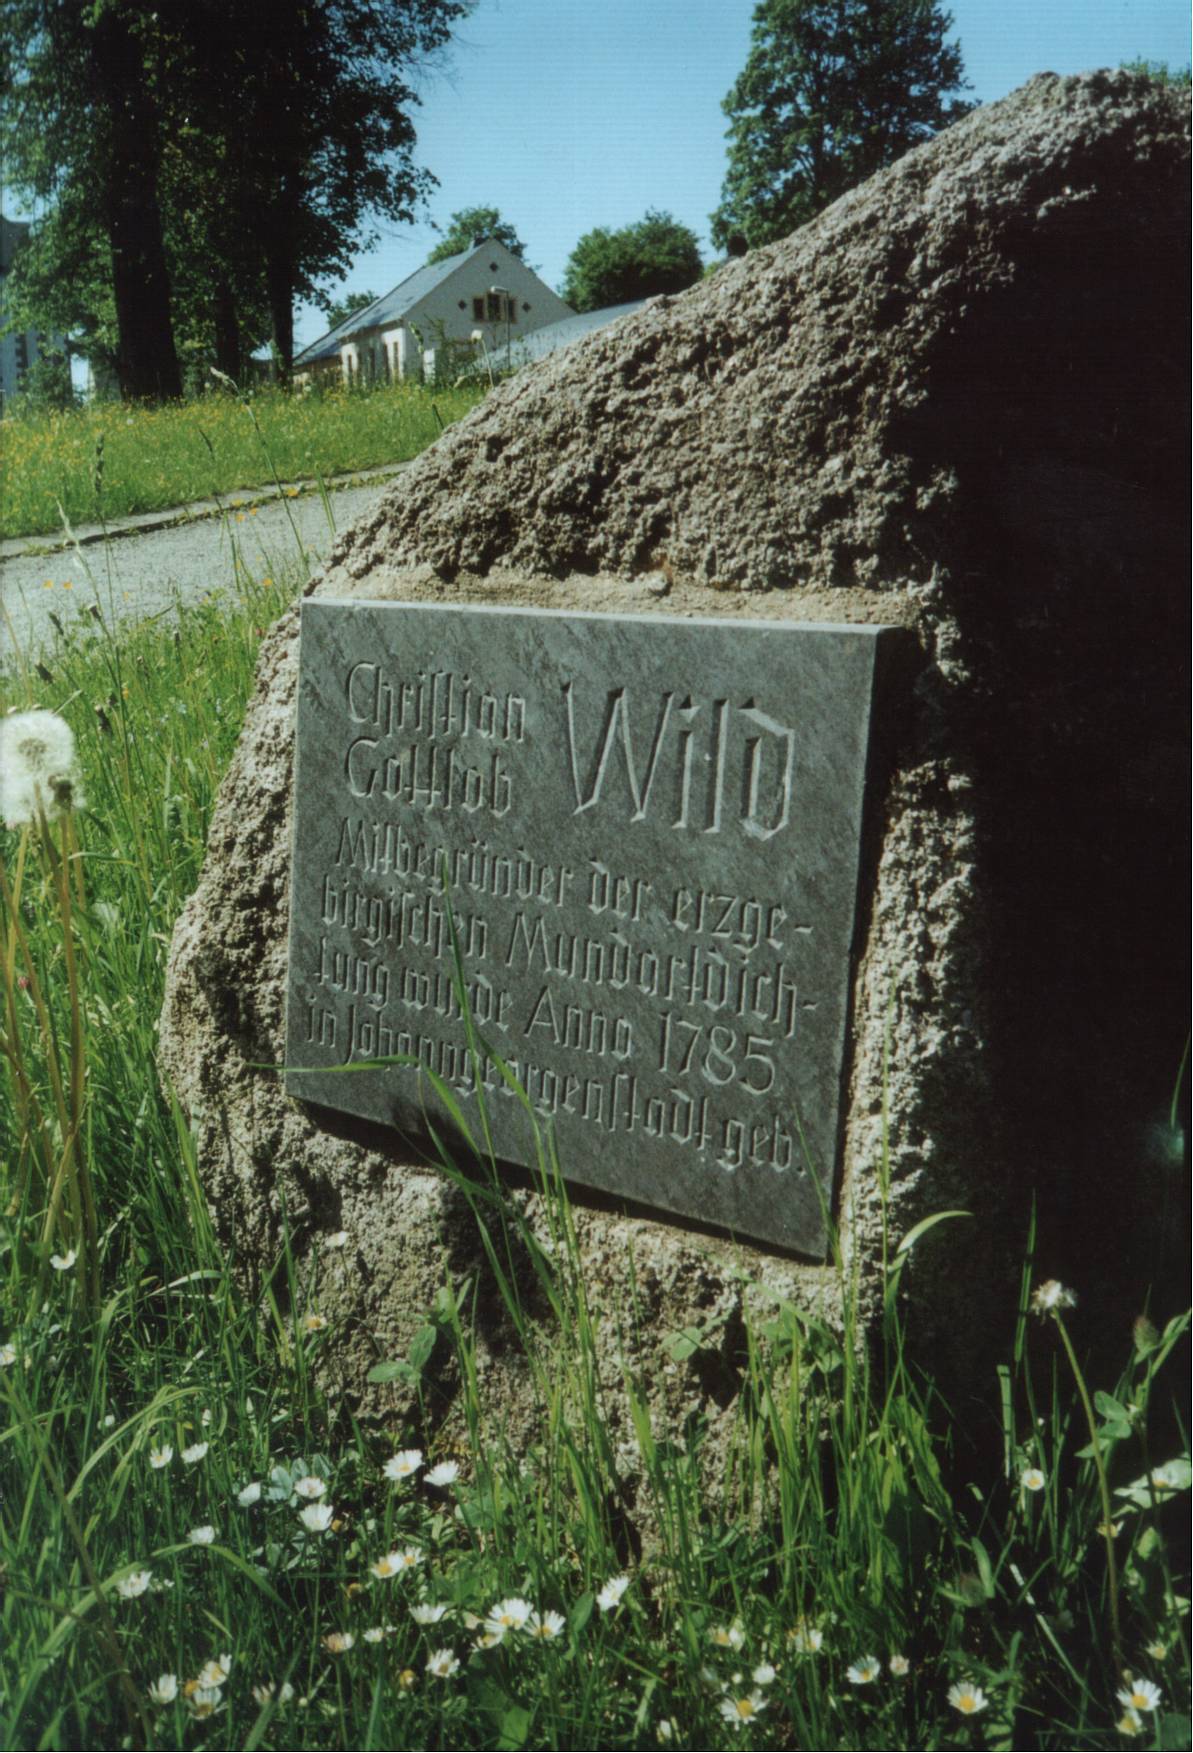 Christian
Gottlob Wild
Mitbegründer der erzge-
birgischen Mundartdich-
tung wurde Anno 1785
in Johanngeorgenstadt geb.